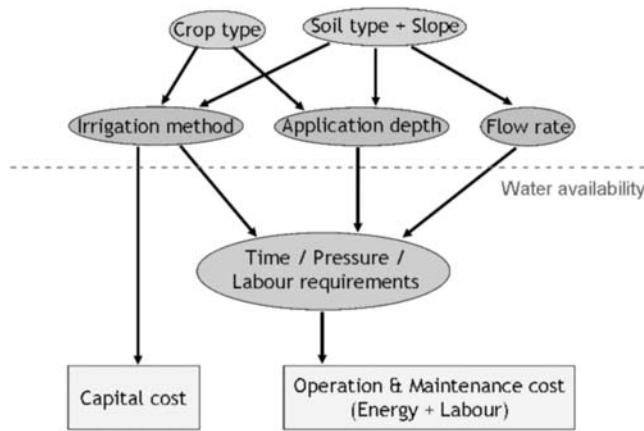 Crop type
Soil type + Slope
Irrigation method
Application depth
Flow rate
Water availability
Time / Pressure /
Labour requirements
Capital cost
Operation & Maintenance cost
(Energy + Labour)